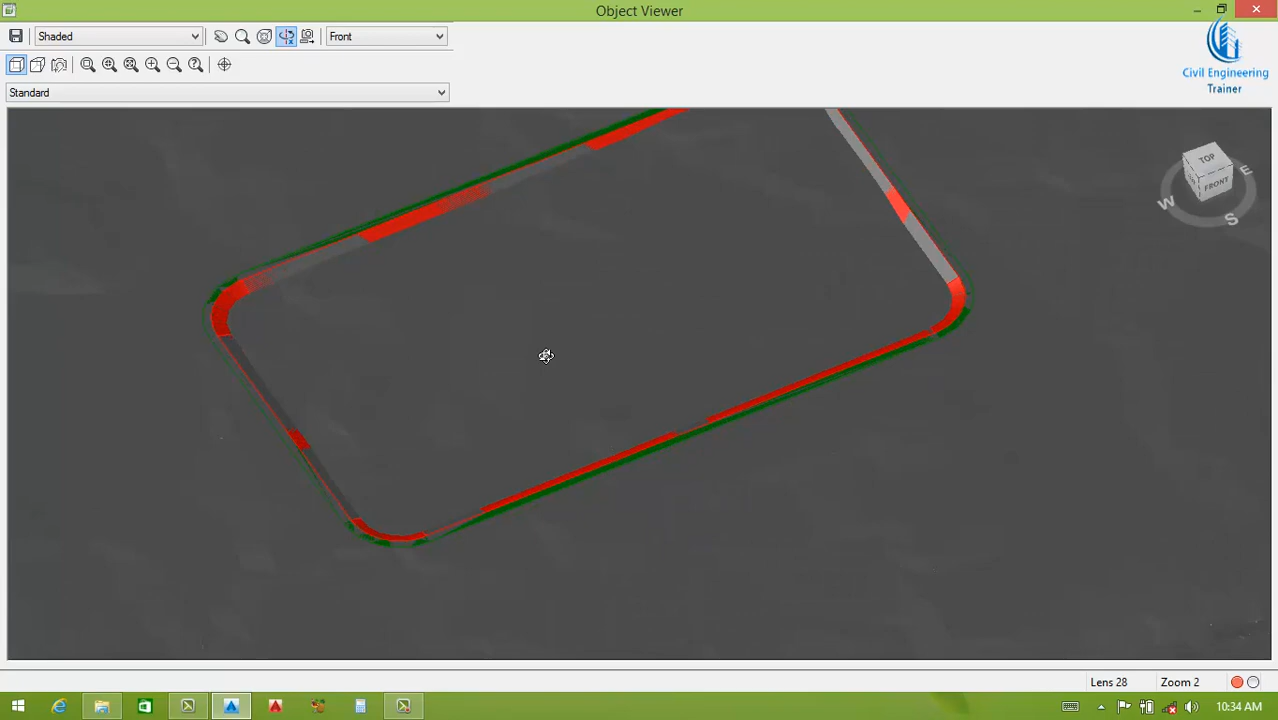 Object Viewer
Shaded
Front
Standard
Civil Engineering
Trainer
TOP
FRONT
W
E
S
Lens 28
Zoom 2
10:34 AM